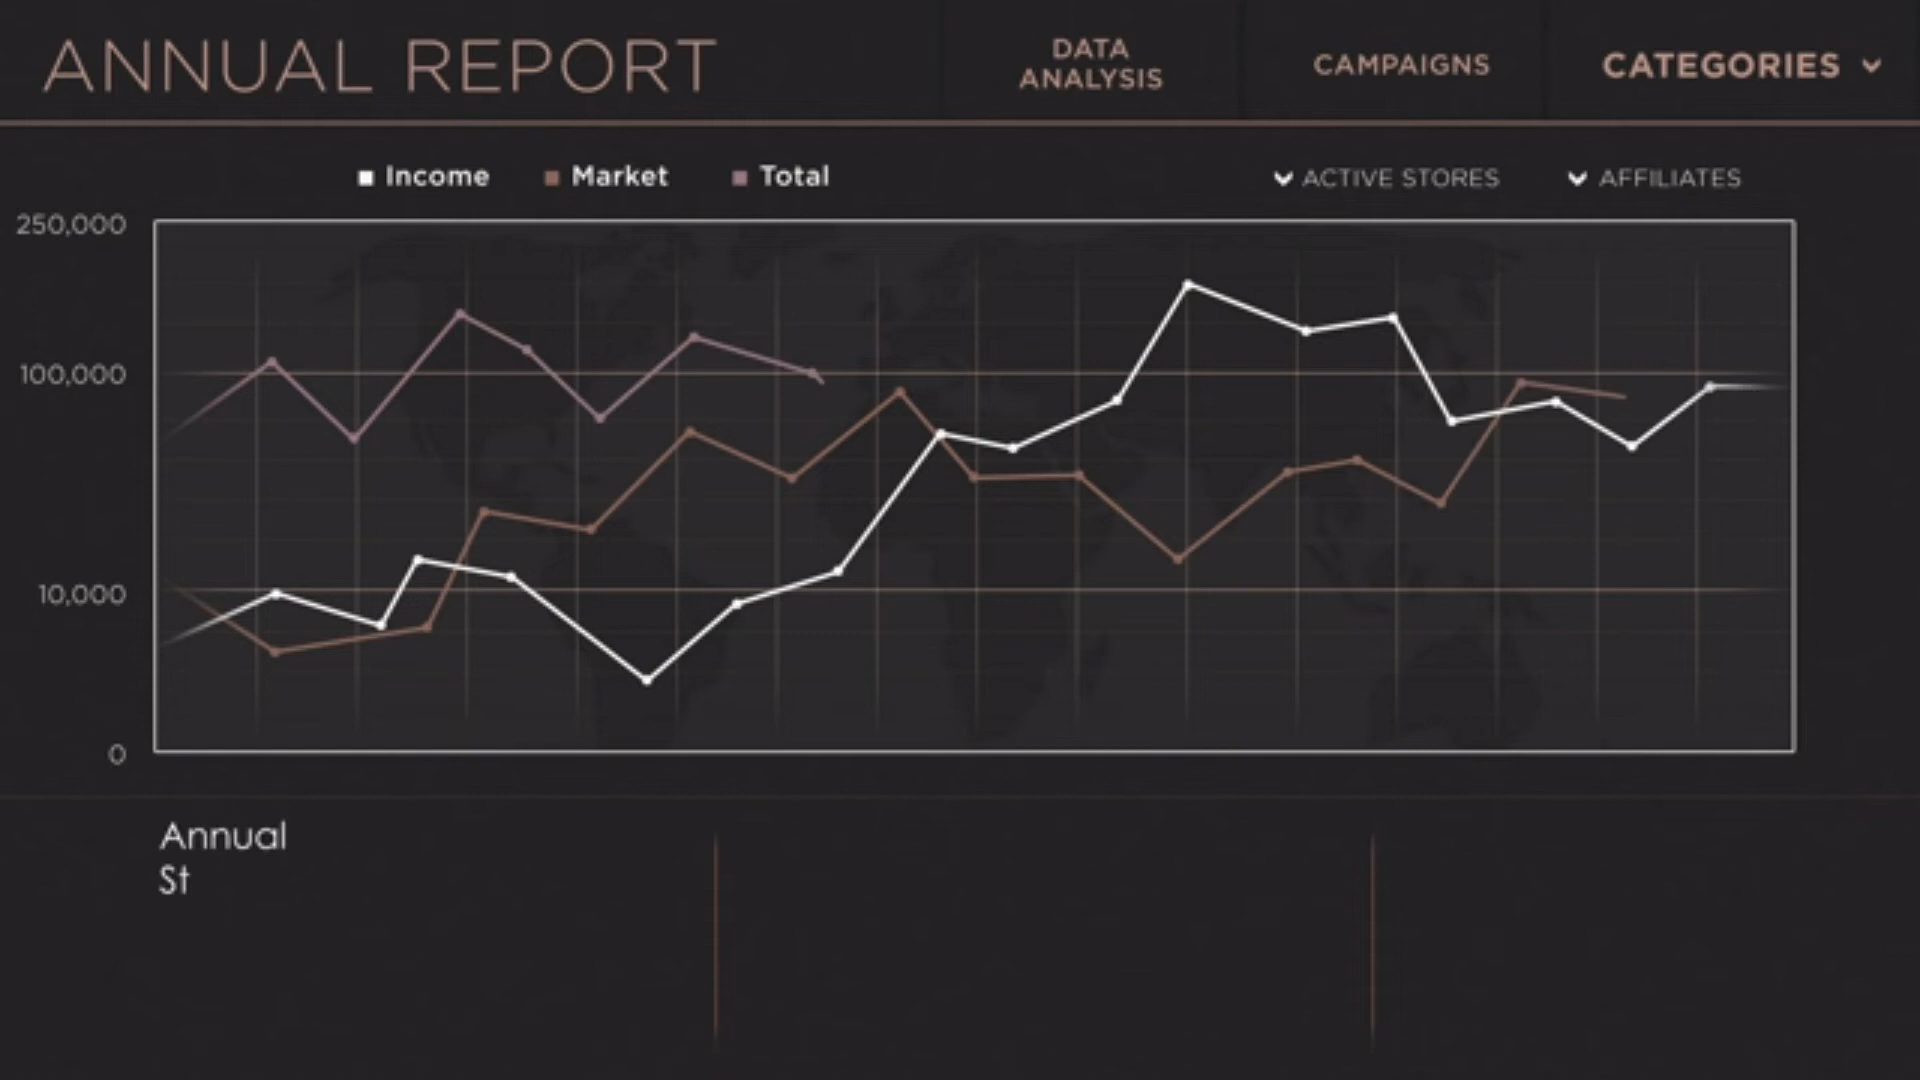 ANNUAL REPORT
DATA
ANALYSIS
CAMPAIGNS
CATEGORIES
Income
Market
Total
ACTIVE STORES
AFFILIATES
250,000
100,000
10,000
0
Annual
St